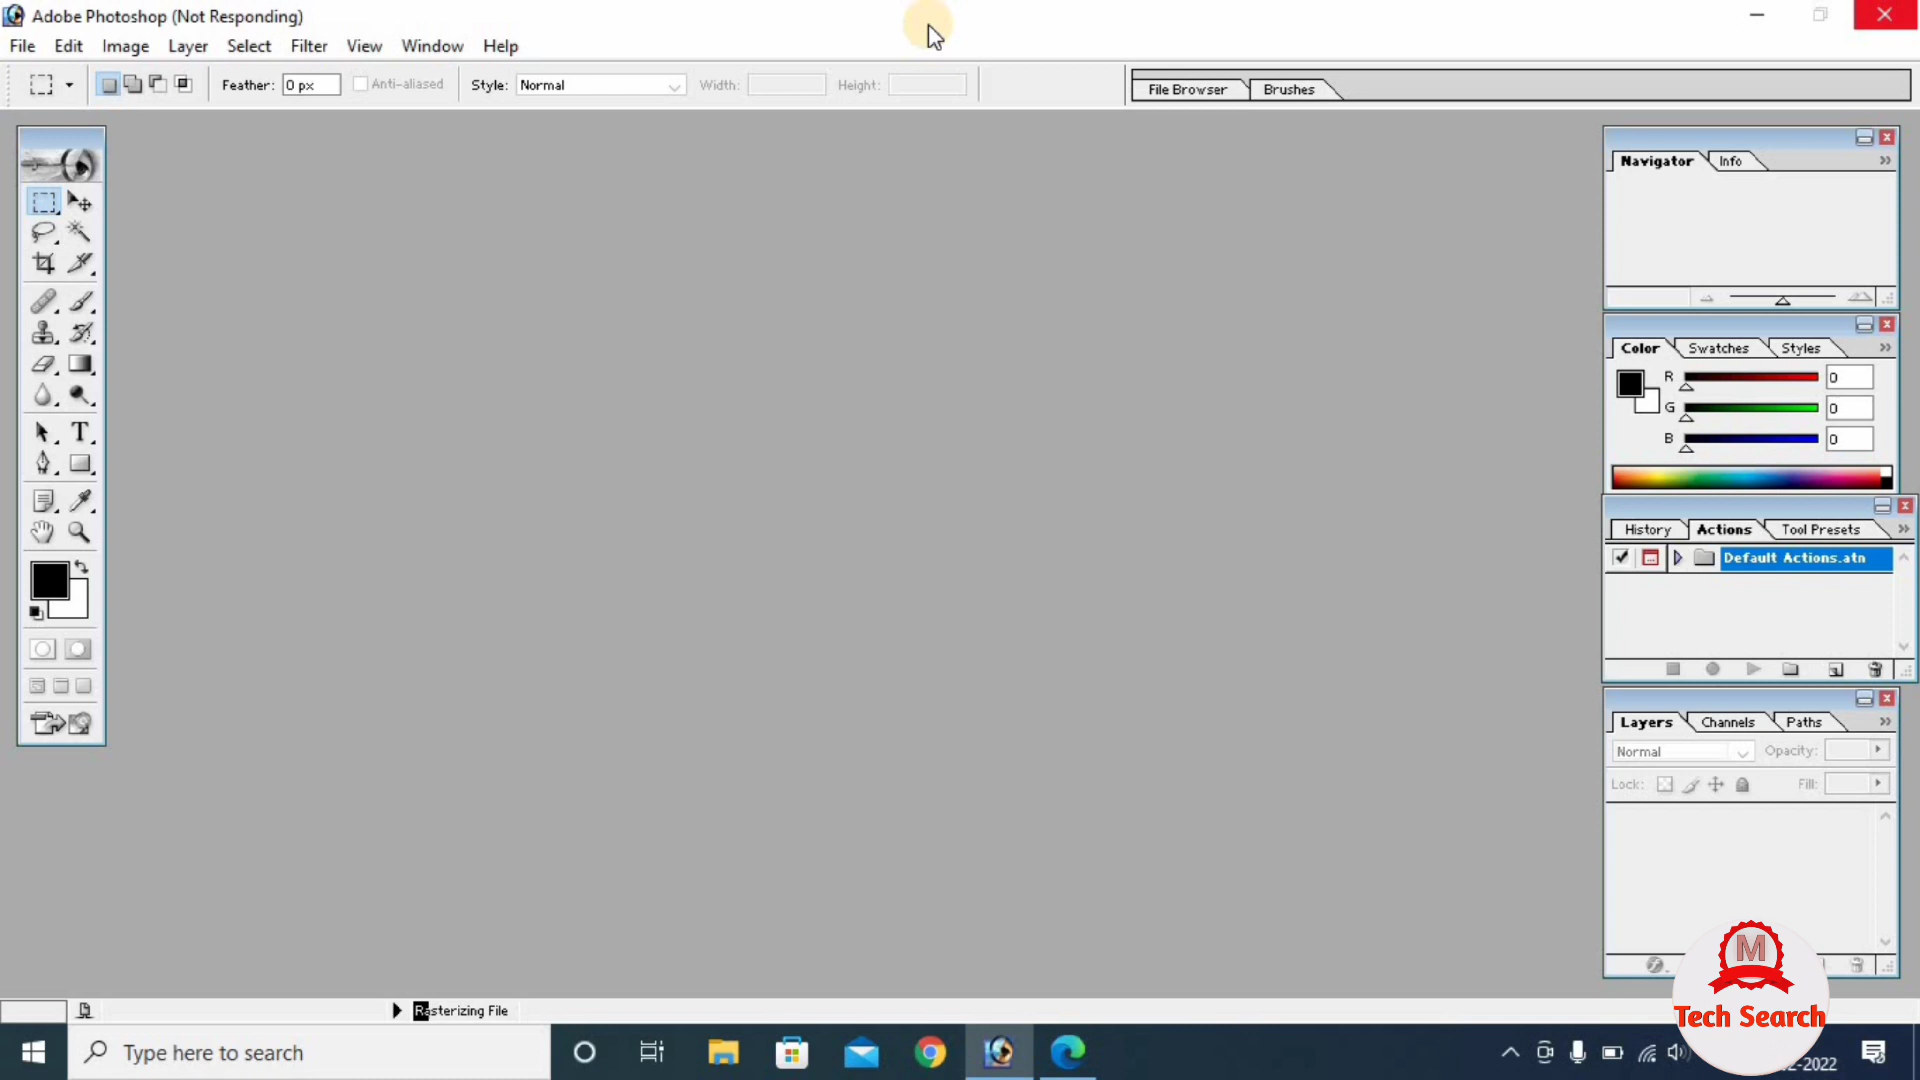 Adobe Photoshop (Not Responding)
File Edit Image Layer Select Filter View Window Help
Feather: 0 px Anti-aliased Style: Normal Width: Height: File Browser Brushes
Navigator Info
Color Swatches Styles
R 0
G 0
B 0
History Actions Tool Presets
Default Actions.atn
Layers Channels Paths
Normal Opacity:
Lock: Fill:
M
Tech Search
Rasterizing File
Type here to search
-2022